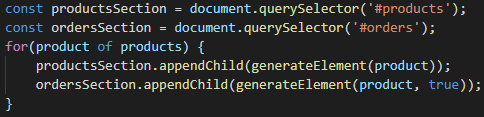 const productsSection = document.querySelector('#products');
const ordersSection = document.querySelector('#orders');
for(product of products) {
    productsSection.appendChild(generateElement(product));
    ordersSection.appendChild(generateElement(product, true));
}